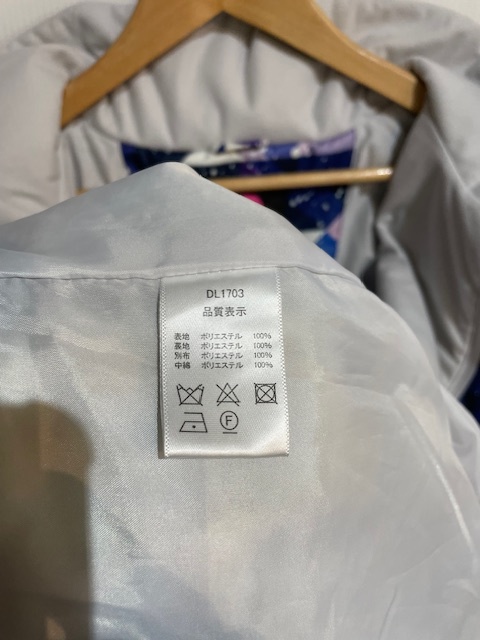 DL1703
品質表示
表地 ポリエステル 100%
裏地 ポリエステル 100%
別布 ポリエステル 100%
中綿 ポリエステル 100%
F